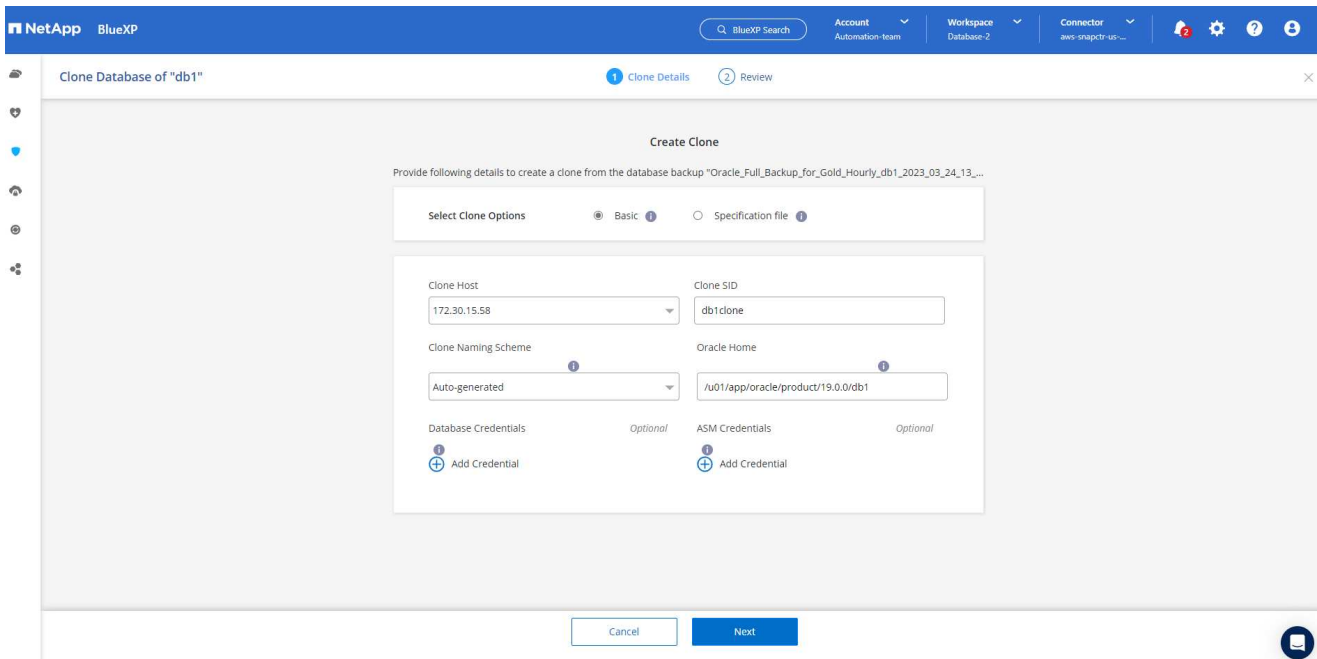 NetApp BlueXP
BlueXP Search
Account
Automation-team
Workspace
Database-2
Connector
aws-snapctr-us-...
2
Clone Database of "db1"
1 Clone Details
2 Review
Create Clone
Provide following details to create a clone from the database backup "Oracle_Full_Backup_for_Gold_Hourly_db1_2023_03_24_13_...
Select Clone Options
Basic
Specification file
Clone Host
Clone SID
172.30.15.58
db1clone
Clone Naming Scheme
Oracle Home
Auto-generated
/u01/app/oracle/product/19.0.0/db1
Database Credentials Optional
ASM Credentials Optional
Add Credential
Add Credential
Cancel
Next